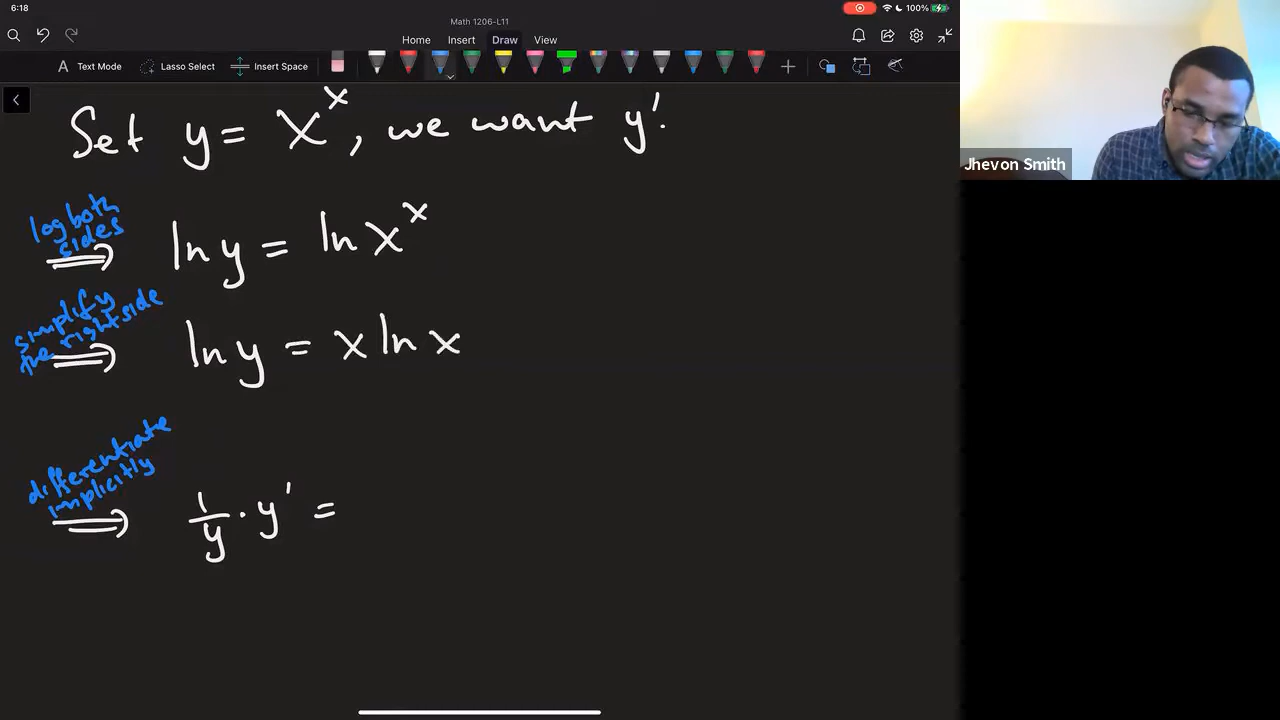 6:18
100%
Math 1206-L11
Home Insert Draw View
Text Mode Lasso Select Insert Space
Set y = x^x, we want y'.
log both
sides
⟹ ln y = ln x^x
simplify
the right side
⟹ ln y = x ln x
differentiate
implicitly
⟹ 1/y · y' =
Jhevon Smith